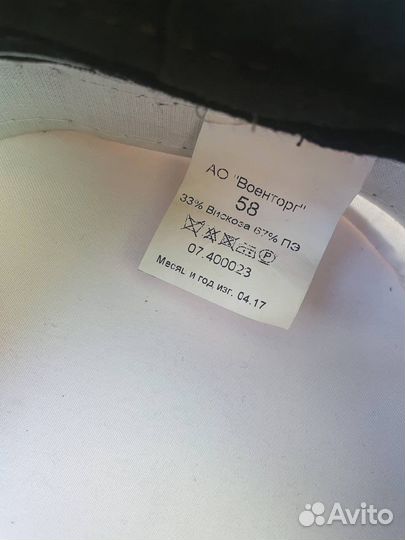 АО "Военторг"
58
33% Вискоза 67% ПЭ
P
07.400023
Месяц и год изг. 04.17
Avito